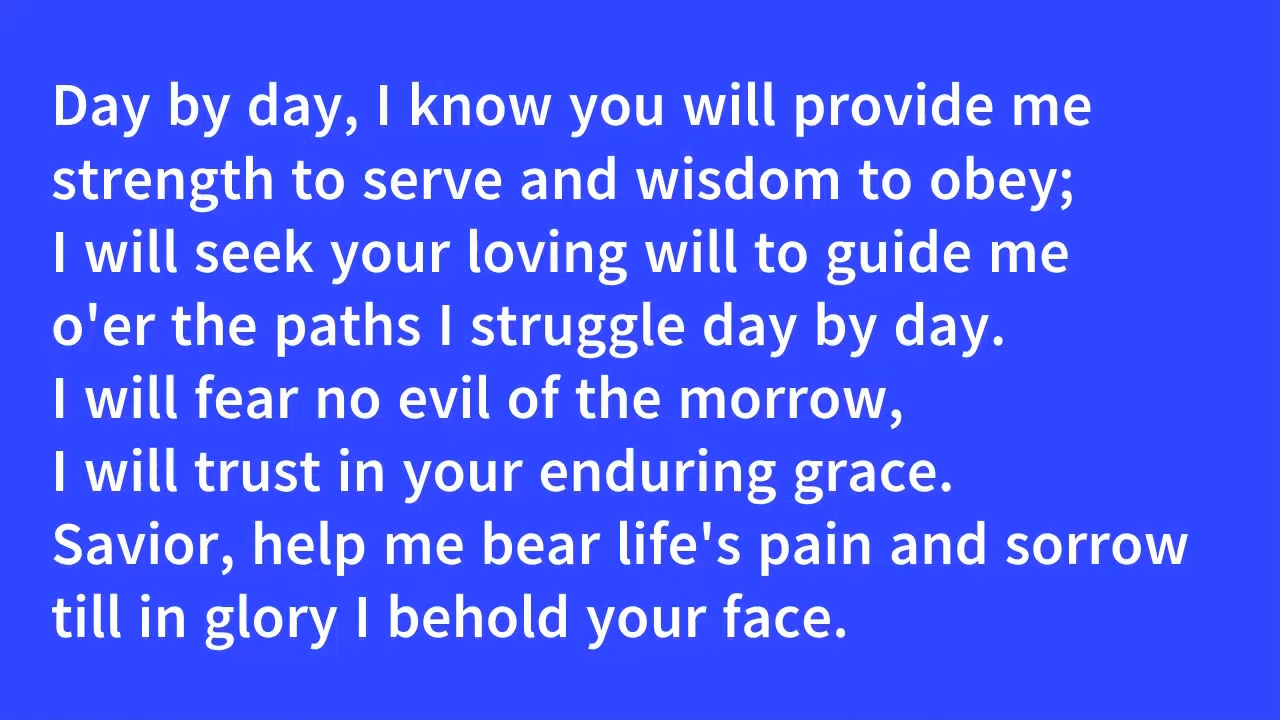 Day by day, I know you will provide me
strength to serve and wisdom to obey;
I will seek your loving will to guide me
o'er the paths I struggle day by day.
I will fear no evil of the morrow,
I will trust in your enduring grace.
Savior, help me bear life's pain and sorrow
till in glory I behold your face.